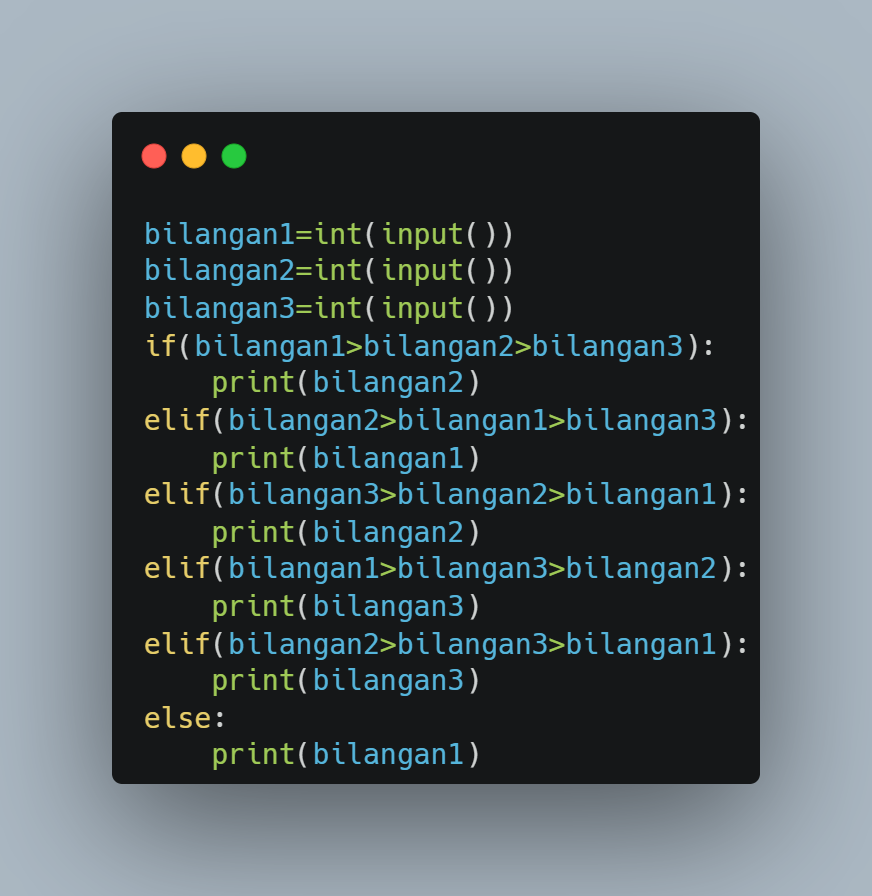 bilangan1=int(input())
bilangan2=int(input())
bilangan3=int(input())
if(bilangan1>bilangan2>bilangan3):
    print(bilangan2)
elif(bilangan2>bilangan1>bilangan3):
    print(bilangan1)
elif(bilangan3>bilangan2>bilangan1):
    print(bilangan2)
elif(bilangan1>bilangan3>bilangan2):
    print(bilangan3)
elif(bilangan2>bilangan3>bilangan1):
    print(bilangan3)
else:
    print(bilangan1)